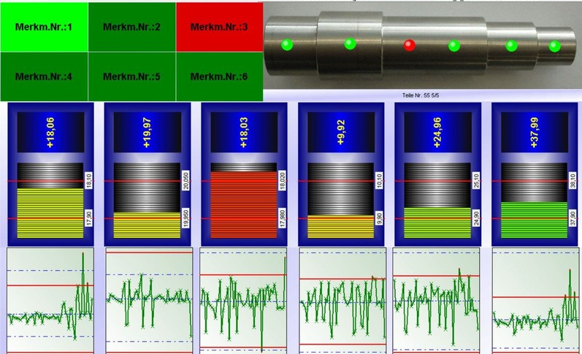 Merkm.Nr.:1
Merkm.Nr.:2
Merkm.Nr.:3
Merkm.Nr.:4
Merkm.Nr.:5
Merkm.Nr.:6
Teile Nr. 55 5/5
+18,06
+19,97
+18,03
+9,92
+24,96
+37,99
18,10
17,90
20,050
19,950
18,020
17,980
10,10
9,90
25,10
24,90
38,10
37,90